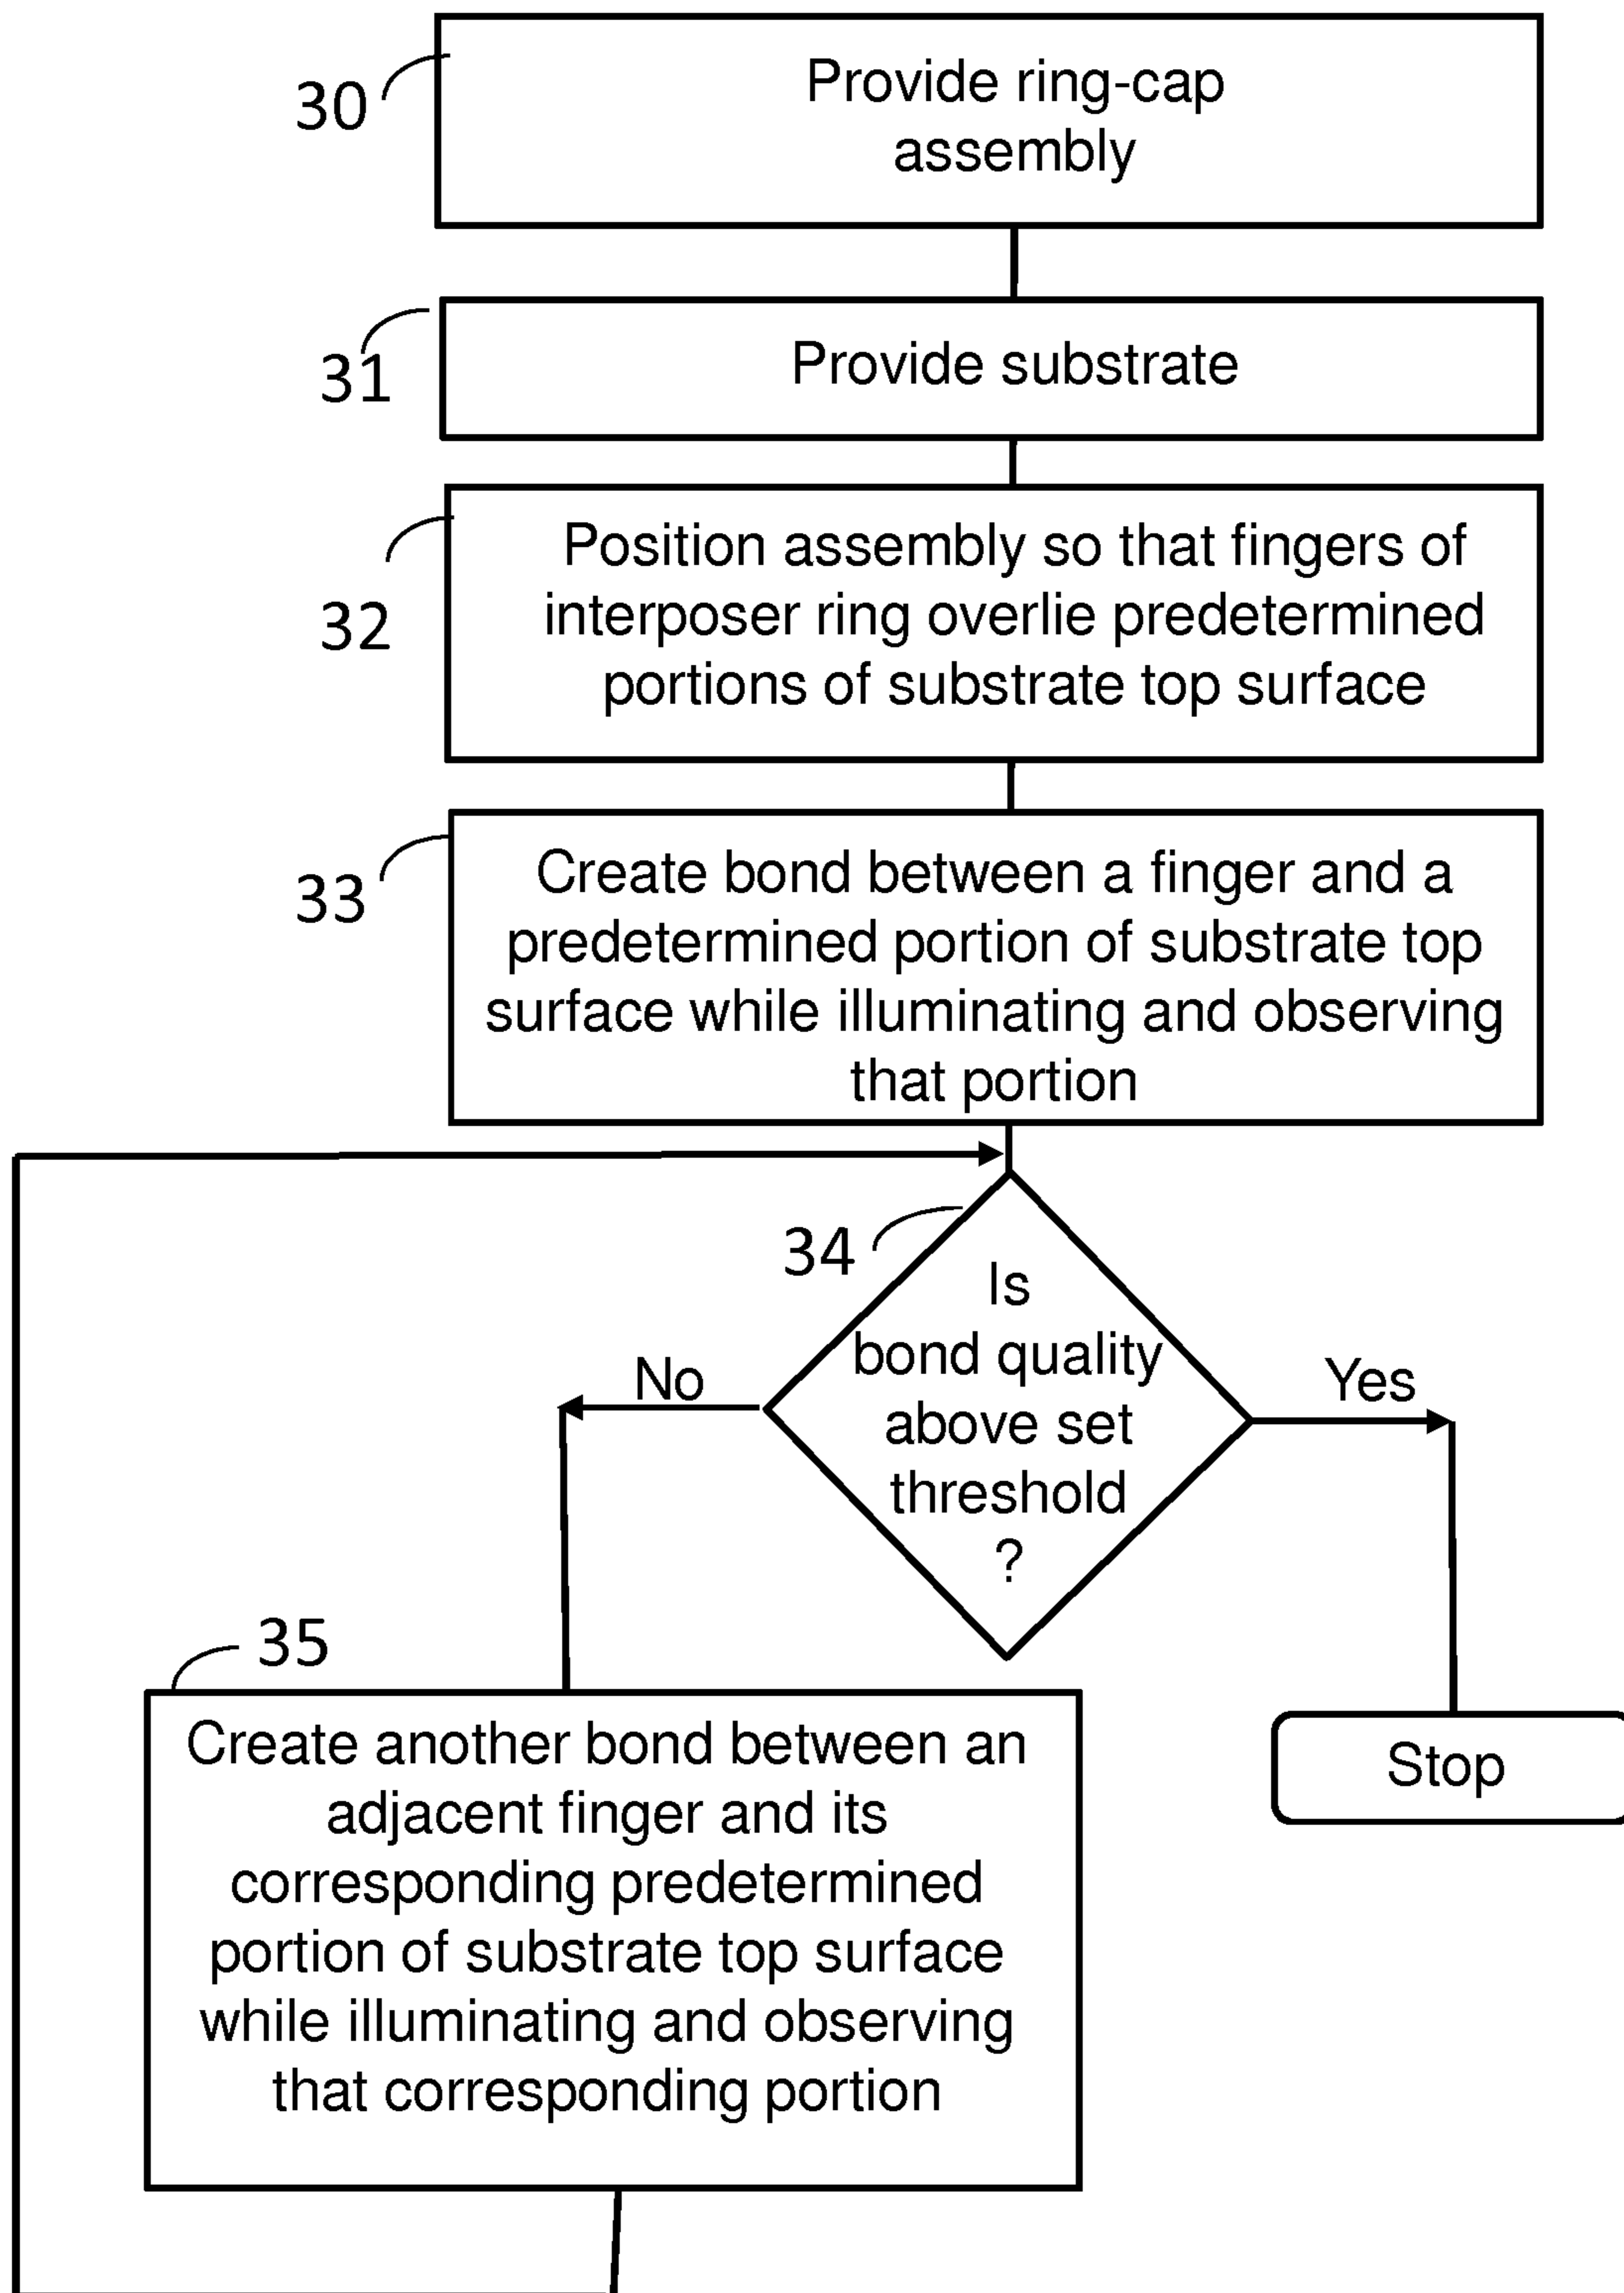 30
Provide ring-cap
assembly
31
Provide substrate
32
Position assembly so that fingers of
interposer ring overlie predetermined
portions of substrate top surface
33
Create bond between a finger and a
predetermined portion of substrate top
surface while illuminating and observing
that portion
34
Is
bond quality
above set
threshold
?
No
Yes
35
Create another bond between an
adjacent finger and its
corresponding predetermined
portion of substrate top surface
while illuminating and observing
that corresponding portion
Stop